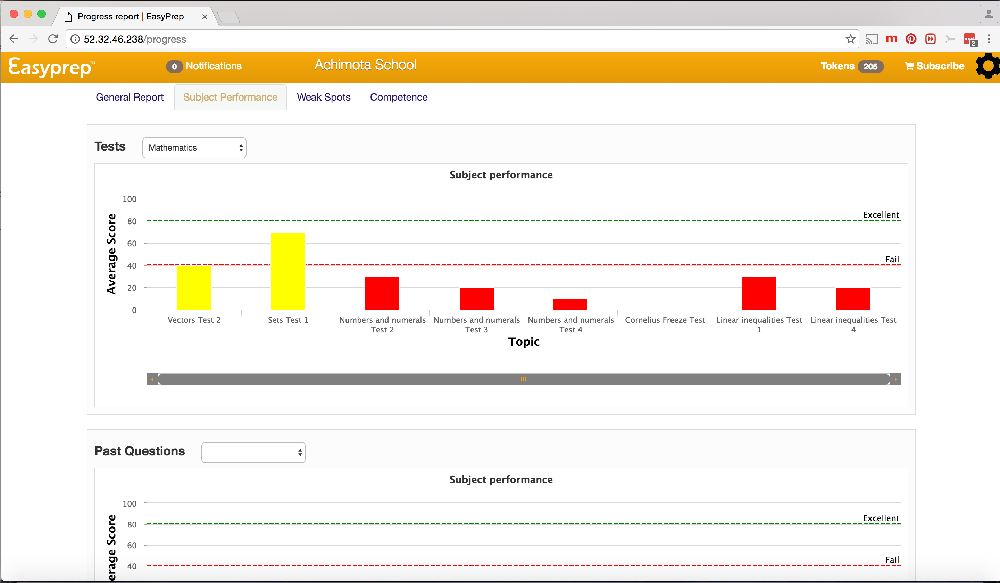 Progress report | EasyPrep
52.32.46.238/progress
2
Easyprep™
0 Notifications
Achimota School
Tokens 205
Subscribe
General Report
Subject Performance
Weak Spots
Competence
Tests
Mathematics
Subject performance
100
80
60
40
20
0
Average Score
Excellent
Fail
Vectors Test 2
Sets Test 1
Numbers and numerals
Test 2
Numbers and numerals
Test 3
Numbers and numerals
Test 4
Cornelius Freeze Test
Linear inequalities Test
1
Linear inequalities Test
4
Topic
Past Questions
Subject performance
100
80
60
40
erage Score
Excellent
Fail